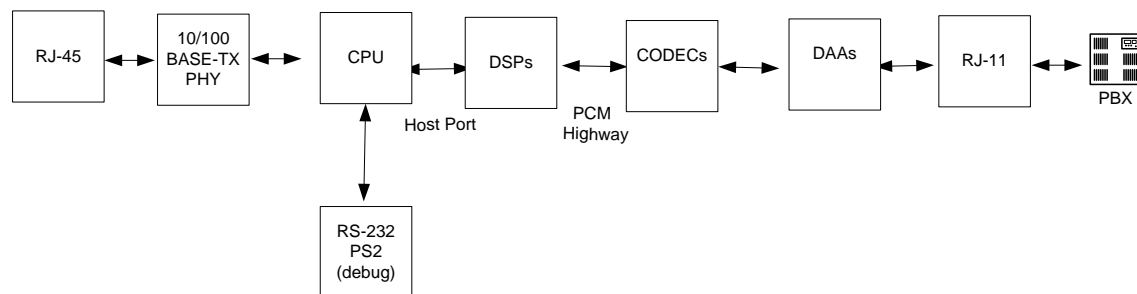 RJ-45
10/100
BASE-TX
PHY
CPU
Host Port
DSPs
PCM
Highway
CODECs
DAAs
RJ-11
PBX
RS-232
PS2
(debug)